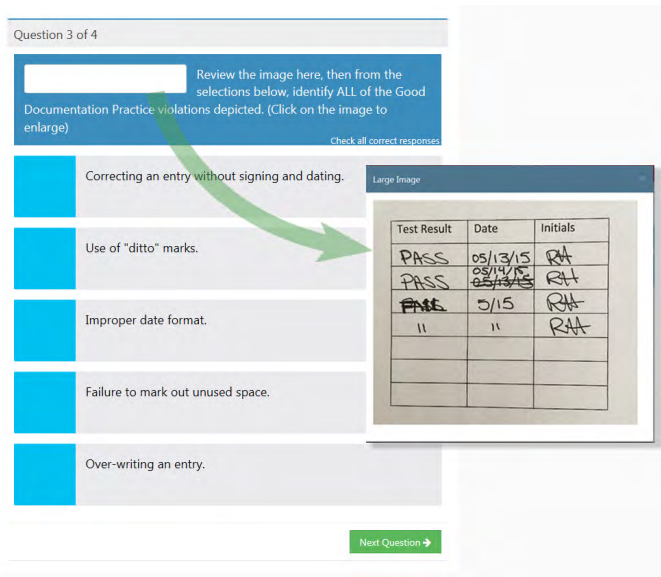 Question 3 of 4
Review the image here, then from the
selections below, identify ALL of the Good
Documentation Practice violations depicted. (Click on the image to
enlarge)
Check all correct responses
Correcting an entry without signing and dating.
Use of "ditto" marks.
Improper date format.
Failure to mark out unused space.
Over-writing an entry.
Next Question
Large Image
Test Result Date Initials
PASS 05/13/15 RH
05/14/15
PASS 05/13/15 RH
5/15 RH
" " RH